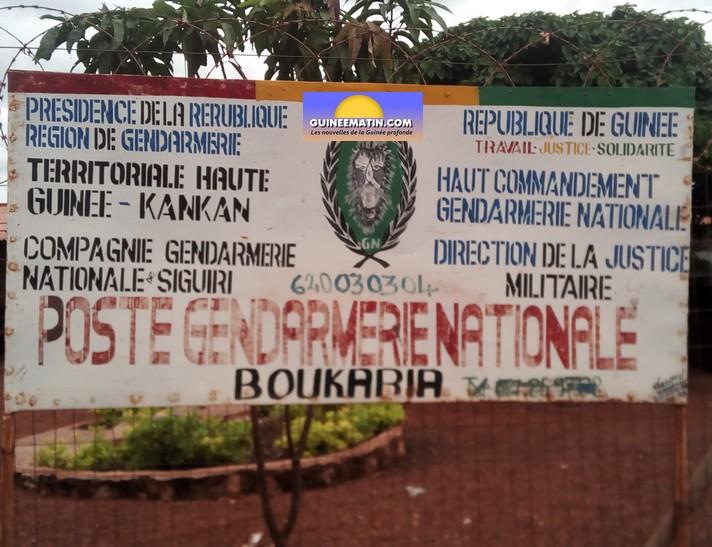 PRESIDENCE DE LA RERUBLIQUE
REGION DE GENDARMERIE
TERRITORIALE HAUTE
GUINEE - KANKAN
COMPAGNIE GENDARMERIE
NATIONALE SIGUIRI
GUINEEMATIN.COM
Les nouvelles de la Guinée profonde
GN
620030304
REPUBLIQUE DE GUINEE
TRAVAIL-JUSTICE-SOLIDARITE
HAUT COMMANDEMENT
GENDARMERIE NATIONALE
DIRECTION DE LA JUSTICE
MILITAIRE
POSTE GENDARMERIE NATIONALE
BOUKARIA